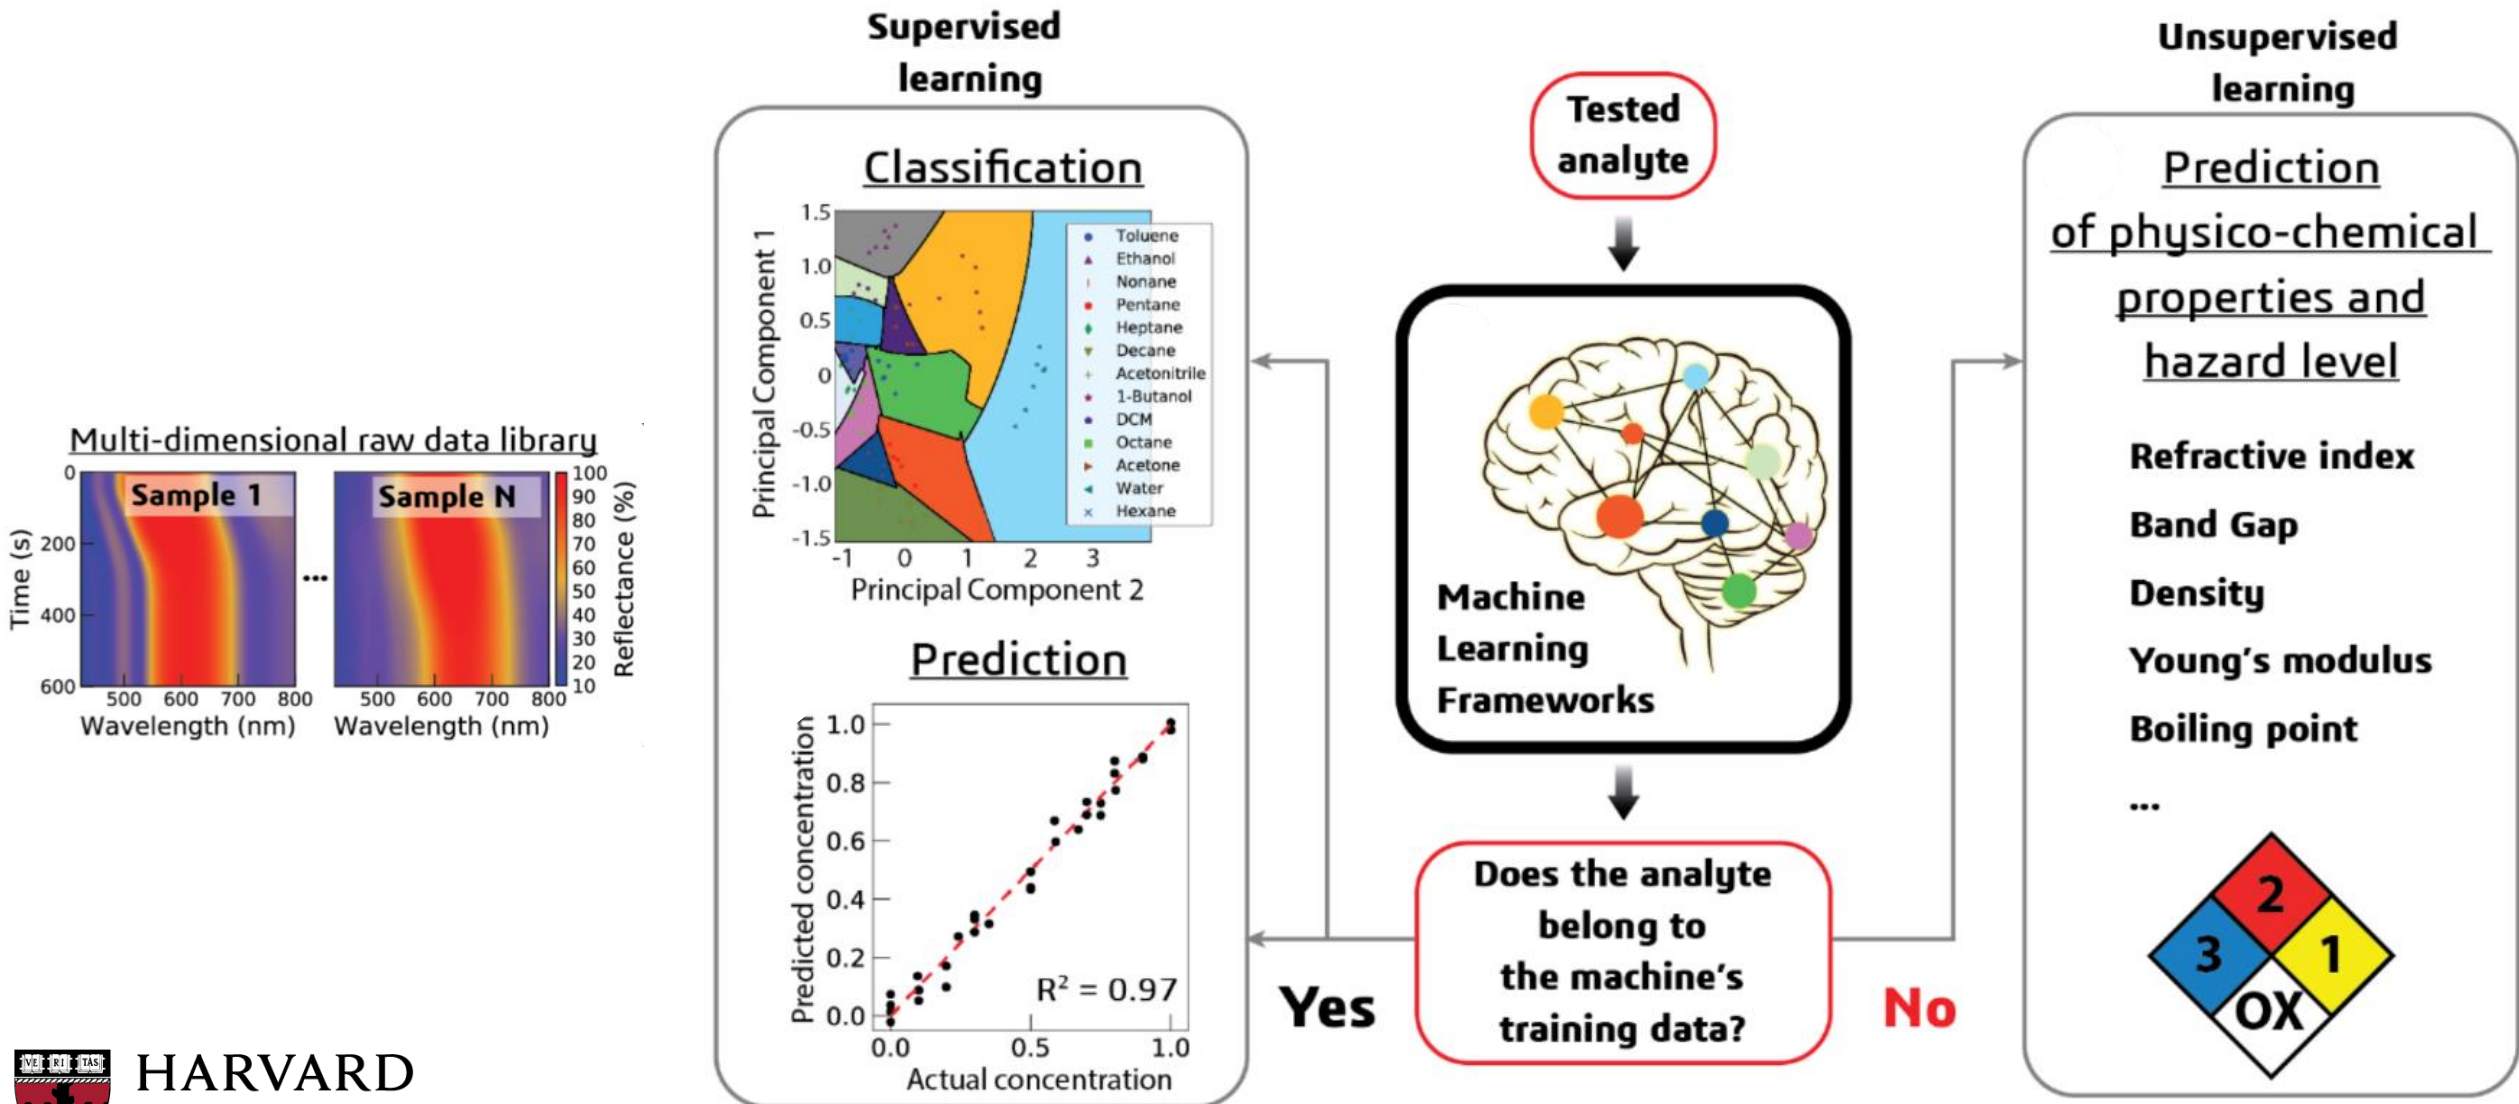 Multi-dimensional raw data library
Sample 1
Sample N
...
0
200
400
600
Time (s)
500 600 700 800
500 600 700 800
Wavelength (nm)
Wavelength (nm)
100
90
80
70
60
50
40
30
20
10
Reflectance (%)
Supervised
learning
Classification
Principal Component 1
1.5
1.0
0.5
0
-0.5
-1.0
-1.5
-1 0 1 2 3
Principal Component 2
Toluene
Ethanol
Nonane
Pentane
Heptane
Decane
Acetonitrile
1-Butanol
DCM
Octane
Acetone
Water
Hexane
Prediction
Predicted concentration
1.0
0.8
0.6
0.4
0.2
0.0
R² = 0.97
0.0 0.5 1.0
Actual concentration
Tested
analyte
Machine
Learning
Frameworks
Does the analyte
belong to
the machine's
training data?
Yes
No
Unsupervised
learning
Prediction
of physico-chemical
properties and
hazard level
Refractive index
Band Gap
Density
Young's modulus
Boiling point
...
2
3
1
OX
VE RI TAS
HARVARD